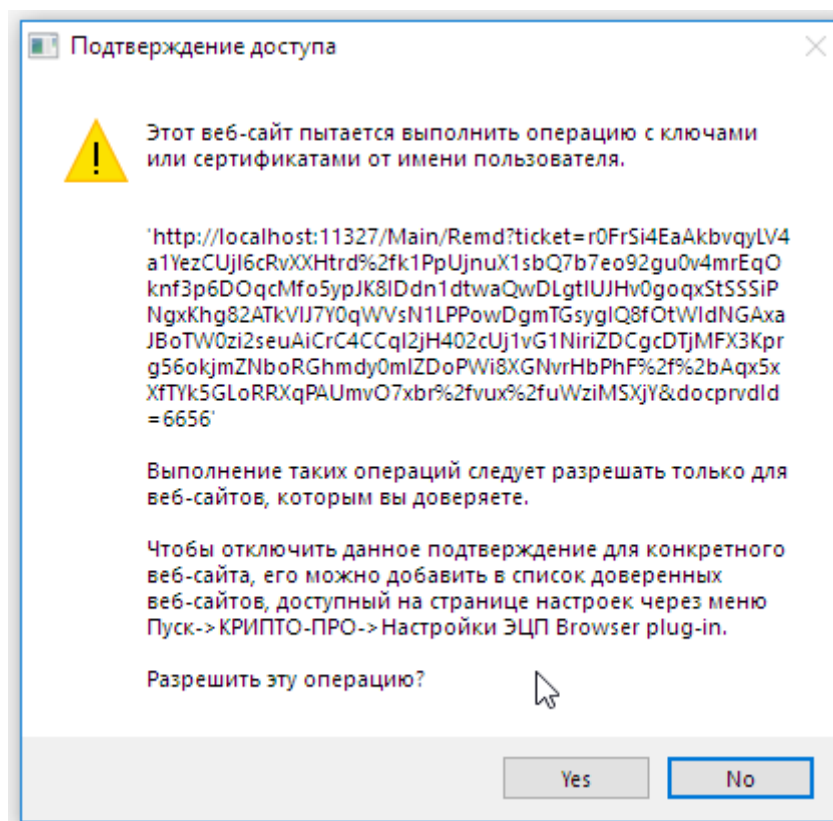 Подтверждение доступа
Этот веб-сайт пытается выполнить операцию с ключами
или сертификатами от имени пользователя.
'http://localhost:11327/Main/Remd?ticket=r0FrSi4EaAkbvqyLV4
a1YezCUjI6cRvXXHtrd%2fk1PpUjnuX1sbQ7b7eo92gu0v4mrEqO
knf3p6DOqcMfo5ypJK8IDdn1dtwaQwDLgtIUJHv0goqxStSSSiP
NgxKhg82ATkVIJ7Y0qWVsN1LPPowDgmTGsygIQ8fOtWIdNGAxa
JBoTW0zi2seuAiCrC4CCqI2jH402cUj1vG1NiriZDCgcDTjMFX3Kpr
g56okjmZNboRGhmdy0mIZDoPWi8XGNvrHbPhF%2f%2bAqx5x
XfTYk5GLoRRXqPAUmvO7xbr%2fvux%2fuWziMSXjY&docprvdId
=6656'
Выполнение таких операций следует разрешать только для
веб-сайтов, которым вы доверяете.
Чтобы отключить данное подтверждение для конкретного
веб-сайта, его можно добавить в список доверенных
веб-сайтов, доступный на странице настроек через меню
Пуск->КРИПТО-ПРО->Настройки ЭЦП Browser plug-in.
Разрешить эту операцию?
Yes
No